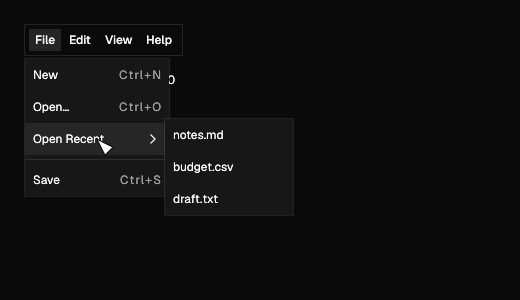 File Edit View Help
New Ctrl+N
Open... Ctrl+O
Open Recent
Save Ctrl+S
notes.md
budget.csv
draft.txt